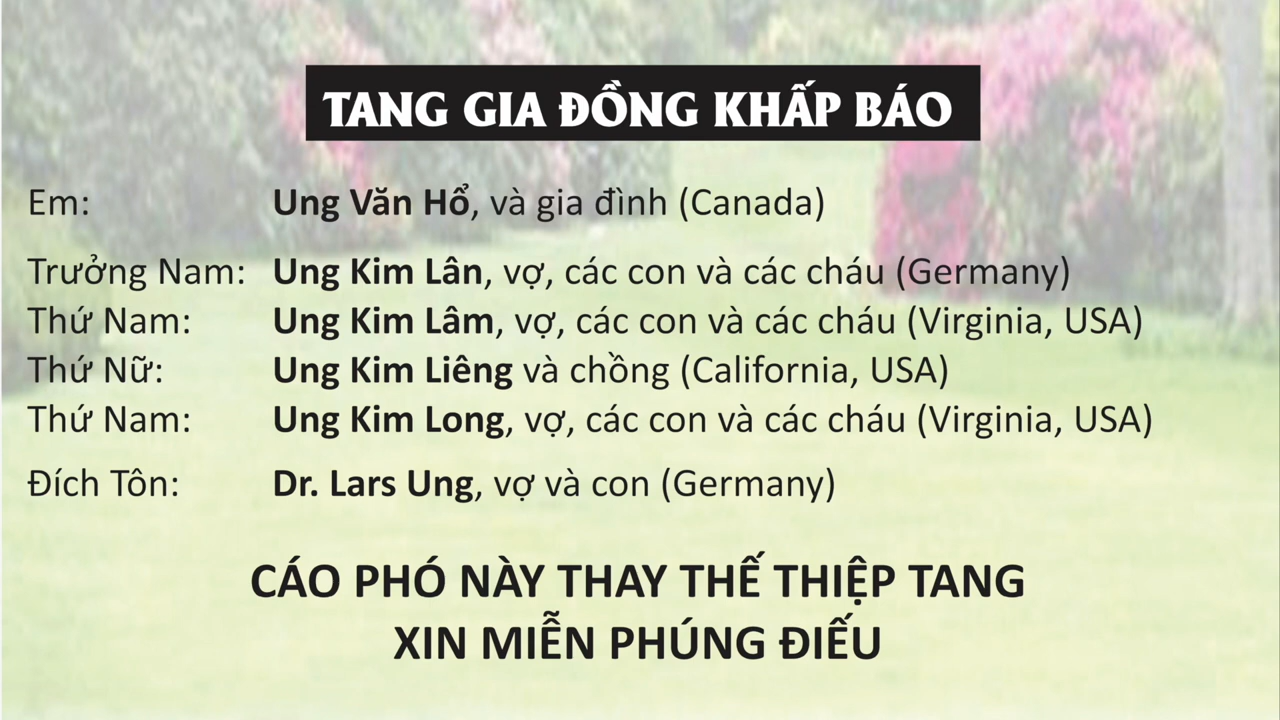 TANG GIA ĐỒNG KHẤP BÁO
Em: Ung Văn Hổ, và gia đình (Canada)
Trưởng Nam: Ung Kim Lân, vợ, các con và các cháu (Germany)
Thứ Nam: Ung Kim Lâm, vợ, các con và các cháu (Virginia, USA)
Thứ Nữ: Ung Kim Liêng và chồng (California, USA)
Thứ Nam: Ung Kim Long, vợ, các con và các cháu (Virginia, USA)
Đích Tôn: Dr. Lars Ung, vợ và con (Germany)
CÁO PHÓ NÀY THAY THẾ THIỆP TANG
XIN MIỄN PHÚNG ĐIẾU